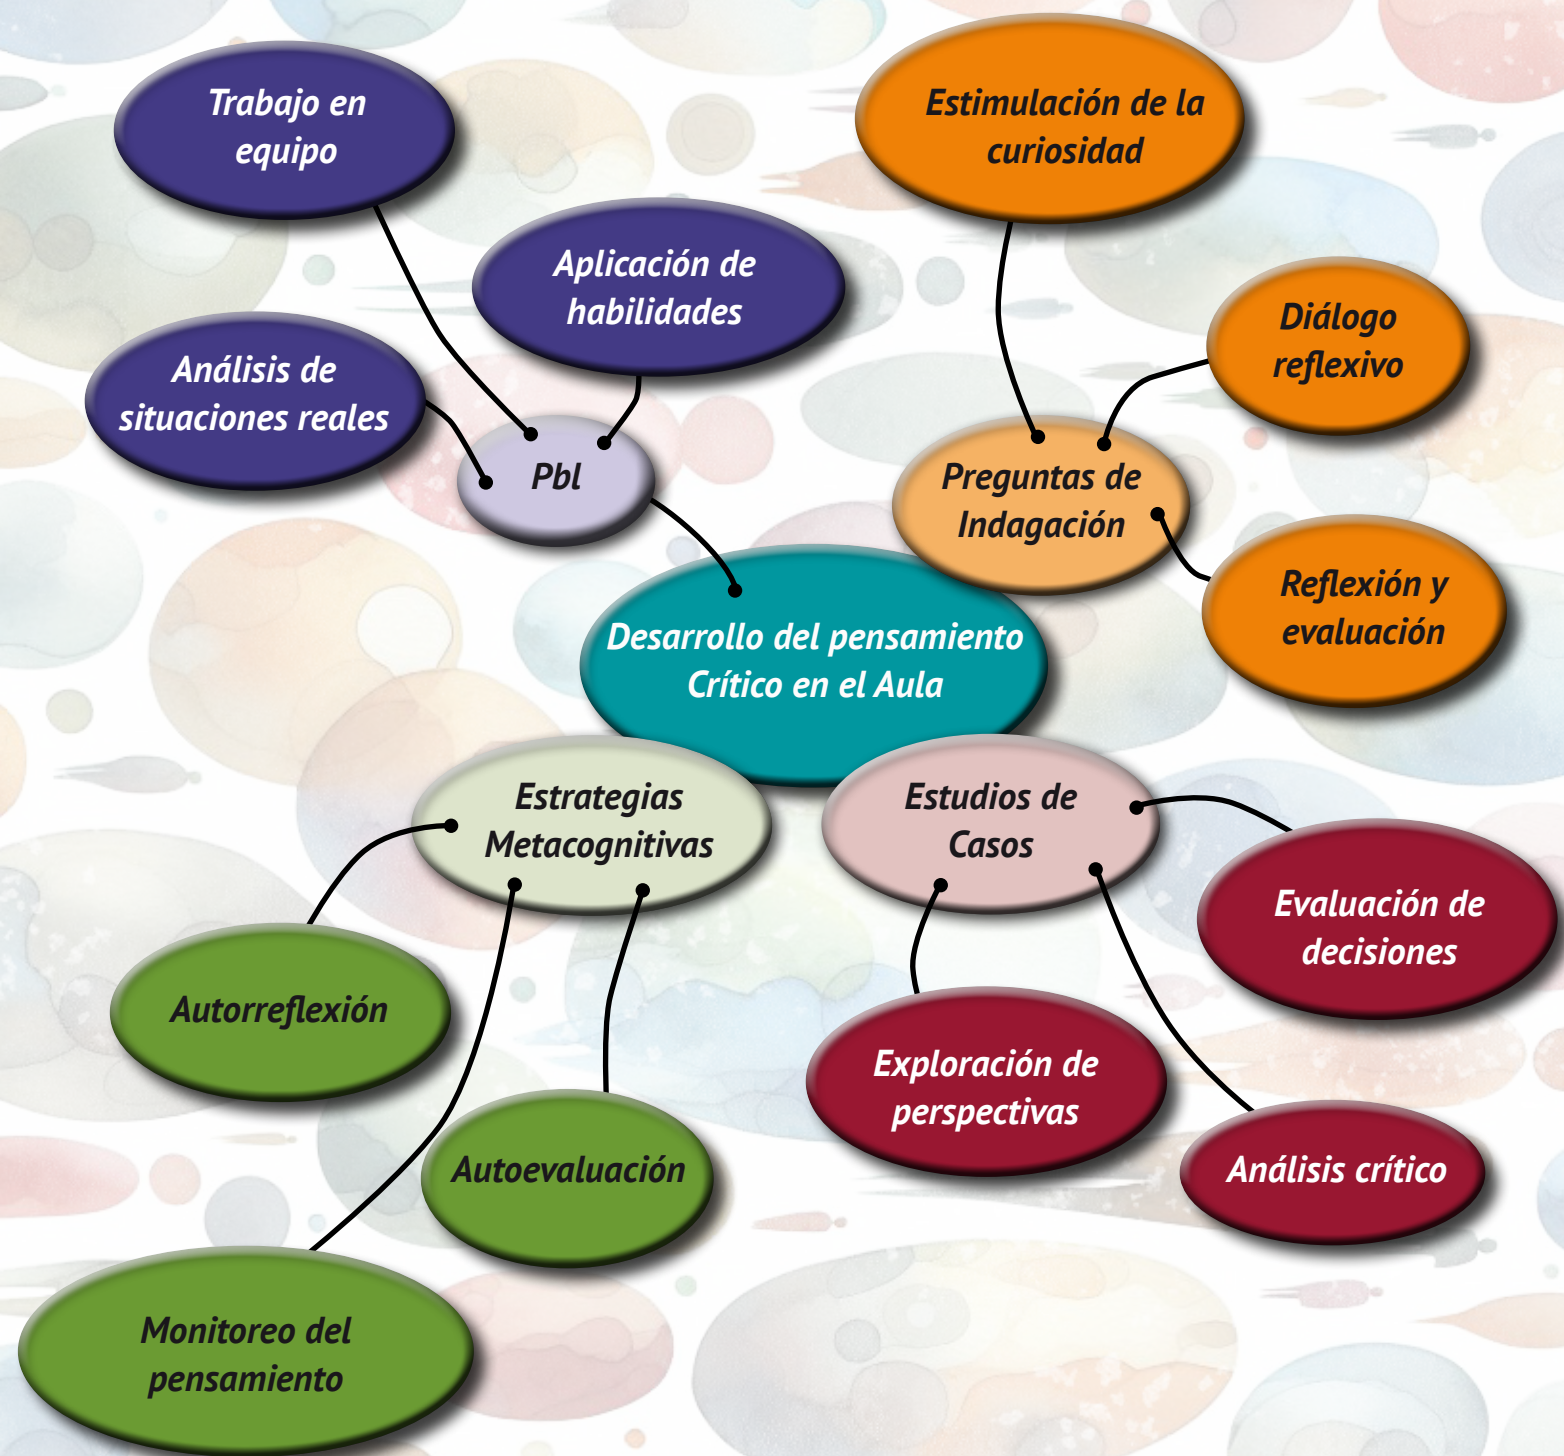 Trabajo en
equipo
Estimulación de la
curiosidad
Aplicación de
habilidades
Diálogo
reflexivo
Análisis de
situaciones reales
Pbl
Preguntas de
Indagación
Reflexión y
evaluación
Desarrollo del pensamiento
Crítico en el Aula
Estrategias
Metacognitivas
Estudios de
Casos
Evaluación de
decisiones
Autorreflexión
Exploración de
perspectivas
Autoevaluación
Análisis crítico
Monitoreo del
pensamiento